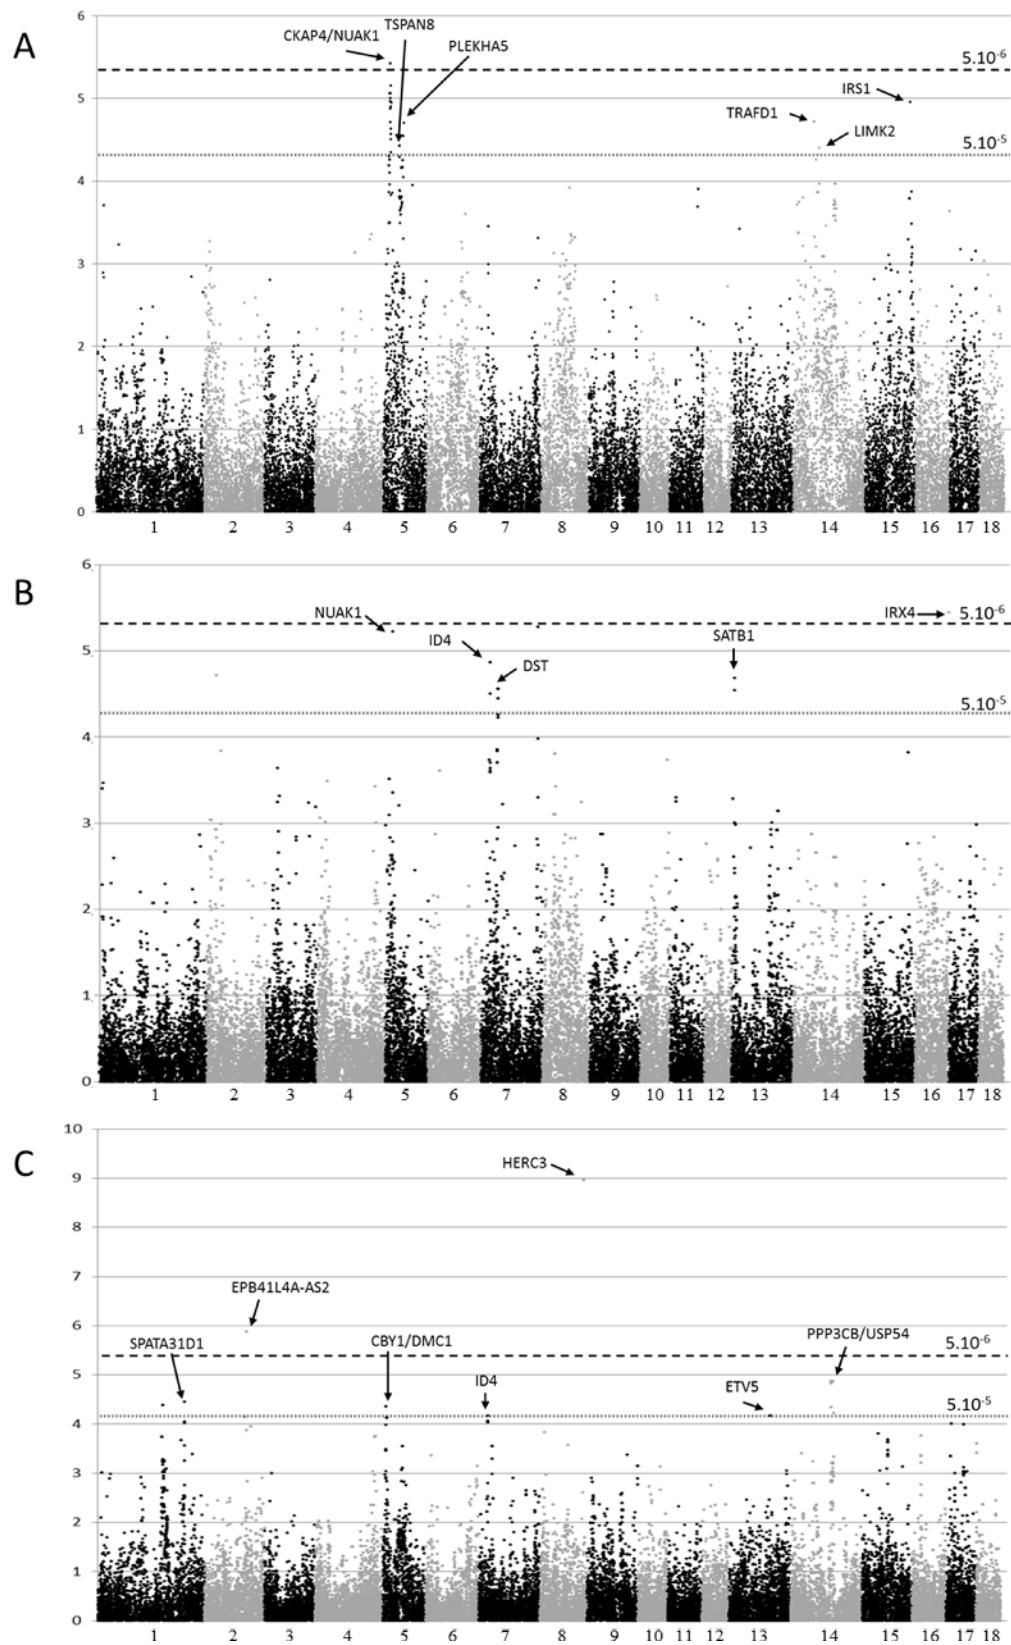 A
6
5
4
3
2
1
0
CKAP4/NUAK1
TSPAN8
PLEKHA5
IRS1
TRAFD1
LIMK2
5.10⁻⁶
5.10⁻⁵
1 2 3 4 5 6 7 8 9 10 11 12 13 14 15 16 17 18
B
6
5
4
3
2
1
0
NUAK1
ID4
DST
SATB1
IRX4
5.10⁻⁶
5.10⁻⁵
1 2 3 4 5 6 7 8 9 10 11 12 13 14 15 16 17 18
C
10
9
8
7
6
5
4
3
2
1
0
HERC3
EPB41L4A-AS2
SPATA31D1
CBY1/DMC1
ID4
ETV5
PPP3CB/USP54
5.10⁻⁶
5.10⁻⁵
1 2 3 4 5 6 7 8 9 10 11 12 13 14 15 16 17 18